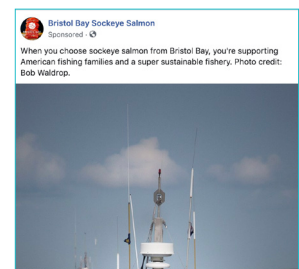 Bristol Bay Sockeye Salmon
Sponsored ·
When you choose sockeye salmon from Bristol Bay, you're supporting
American fishing families and a super sustainable fishery. Photo credit:
Bob Waldrop.